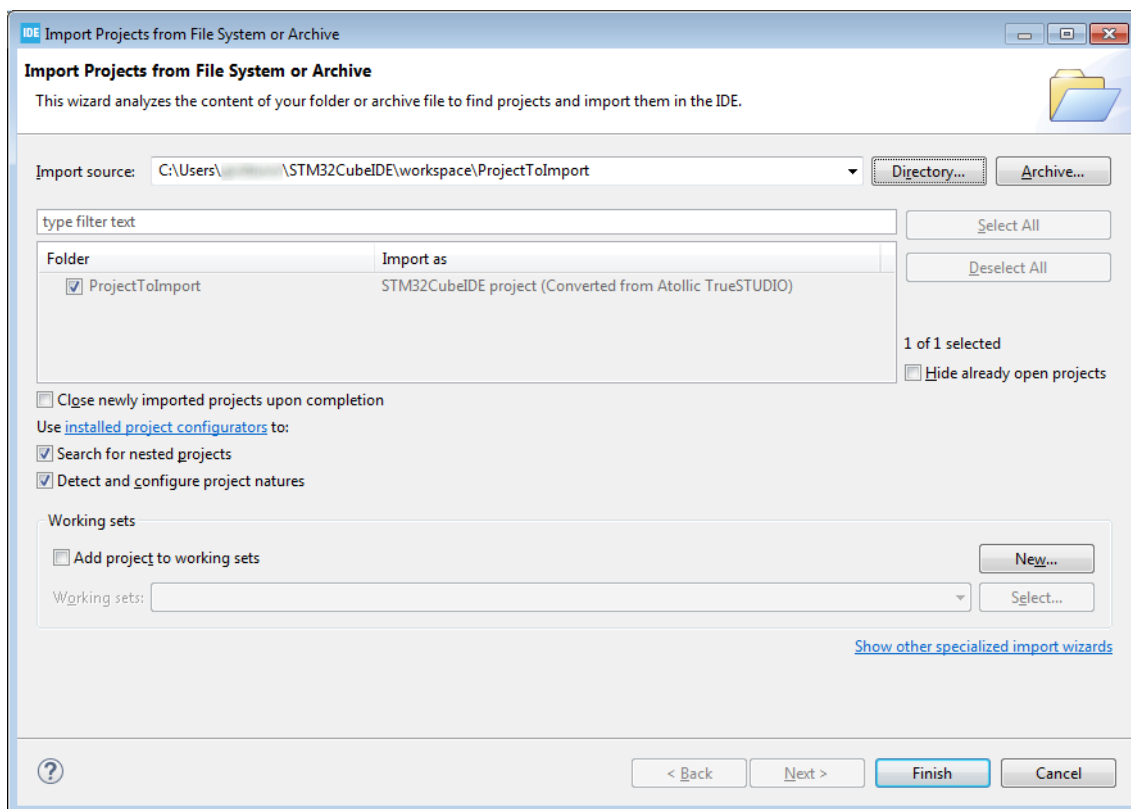 IDE Import Projects from File System or Archive
Import Projects from File System or Archive
This wizard analyzes the content of your folder or archive file to find projects and import them in the IDE.
Import source: C:\Users\ \STM32CubeIDE\workspace\ProjectToImport Directory... Archive...
type filter text Select All
Folder Import as Deselect All
ProjectToImport STM32CubeIDE project (Converted from Atollic TrueSTUDIO)
1 of 1 selected
Hide already open projects
Close newly imported projects upon completion
Use installed project configurators to:
Search for nested projects
Detect and configure project natures
Working sets
Add project to working sets New...
Working sets: Select...
Show other specialized import wizards
? < Back Next > Finish Cancel